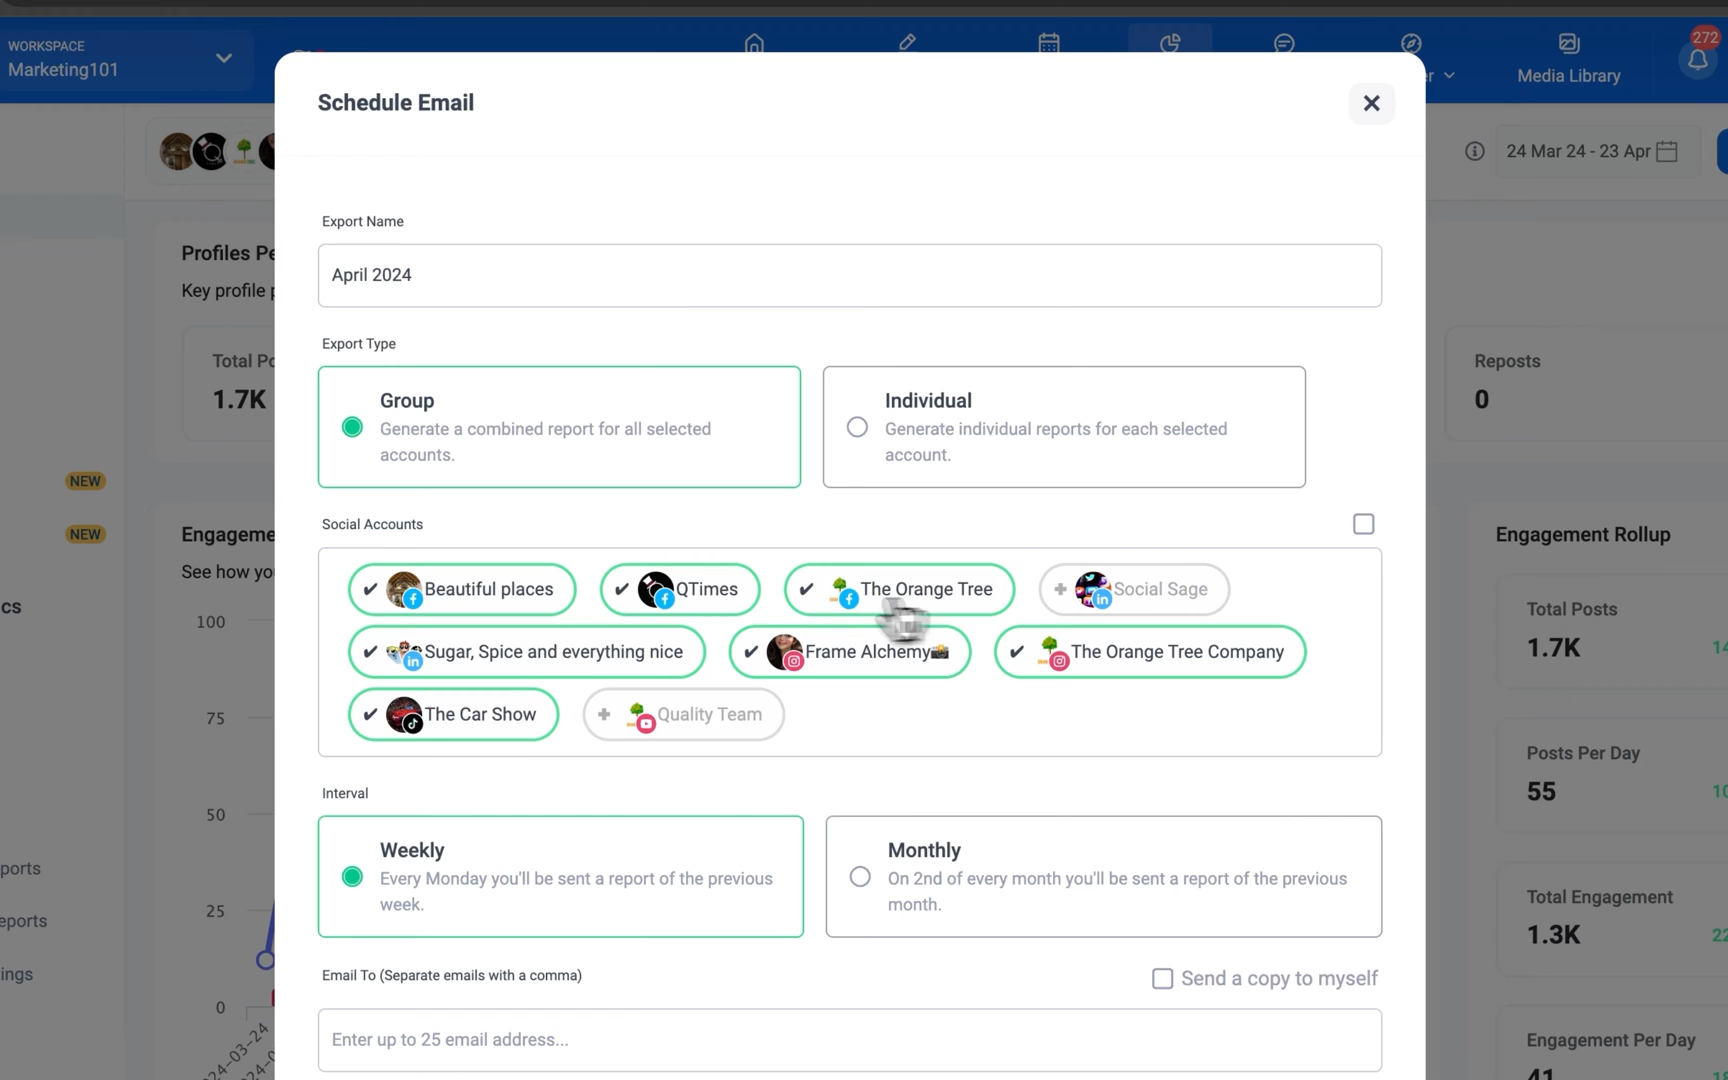 WORKSPACE
Marketing101
Media Library
272
Schedule Email
24 Mar 24 - 23 Apr
Export Name
April 2024
Export Type
Group
Generate a combined report for all selected
accounts.
Individual
Generate individual reports for each selected
account.
Social Accounts
Beautiful places
QTimes
The Orange Tree
Social Sage
Sugar, Spice and everything nice
Frame Alchemy📸
The Orange Tree Company
The Car Show
Quality Team
Interval
Weekly
Every Monday you'll be sent a report of the previous
week.
Monthly
On 2nd of every month you'll be sent a report of the previous
month.
Email To (Separate emails with a comma)
Send a copy to myself
Enter up to 25 email address...
Profiles Pe
Key profile p
Total Po
1.7K
Reposts
0
NEW
NEW
Engageme
See how yo
cs
100
75
50
25
0
ports
eports
ings
Engagement Rollup
Total Posts
1.7K
Posts Per Day
55
Total Engagement
1.3K
Engagement Per Day
41